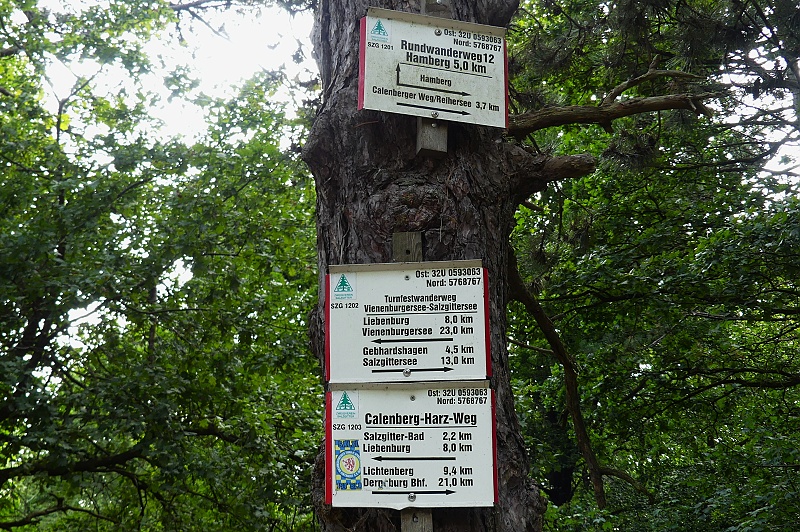 Ost: 32U 0593063
Nord: 5768767
SZG 1201
Rundwanderweg12
Hamberg 5,0 km
Hamberg
Calenberger Weg/Reihersee 3,7 km
Ost: 32U 0593063
Nord: 5768767
SZG 1202
Turnfestwanderweg
Vienenburgersee-Salzgittersee
Liebenburg 8,0 km
Vienenburgersee 23,0 km
Gebhardshagen 4,5 km
Salzgittersee 13,0 km
Ost: 32U 0593063
Nord: 5768767
SZG 1203
Calenberg-Harz-Weg
Salzgitter-Bad 2,2 km
Liebenburg 8,0 km
Lichtenberg 9,4 km
Derneburg Bhf. 21,0 km